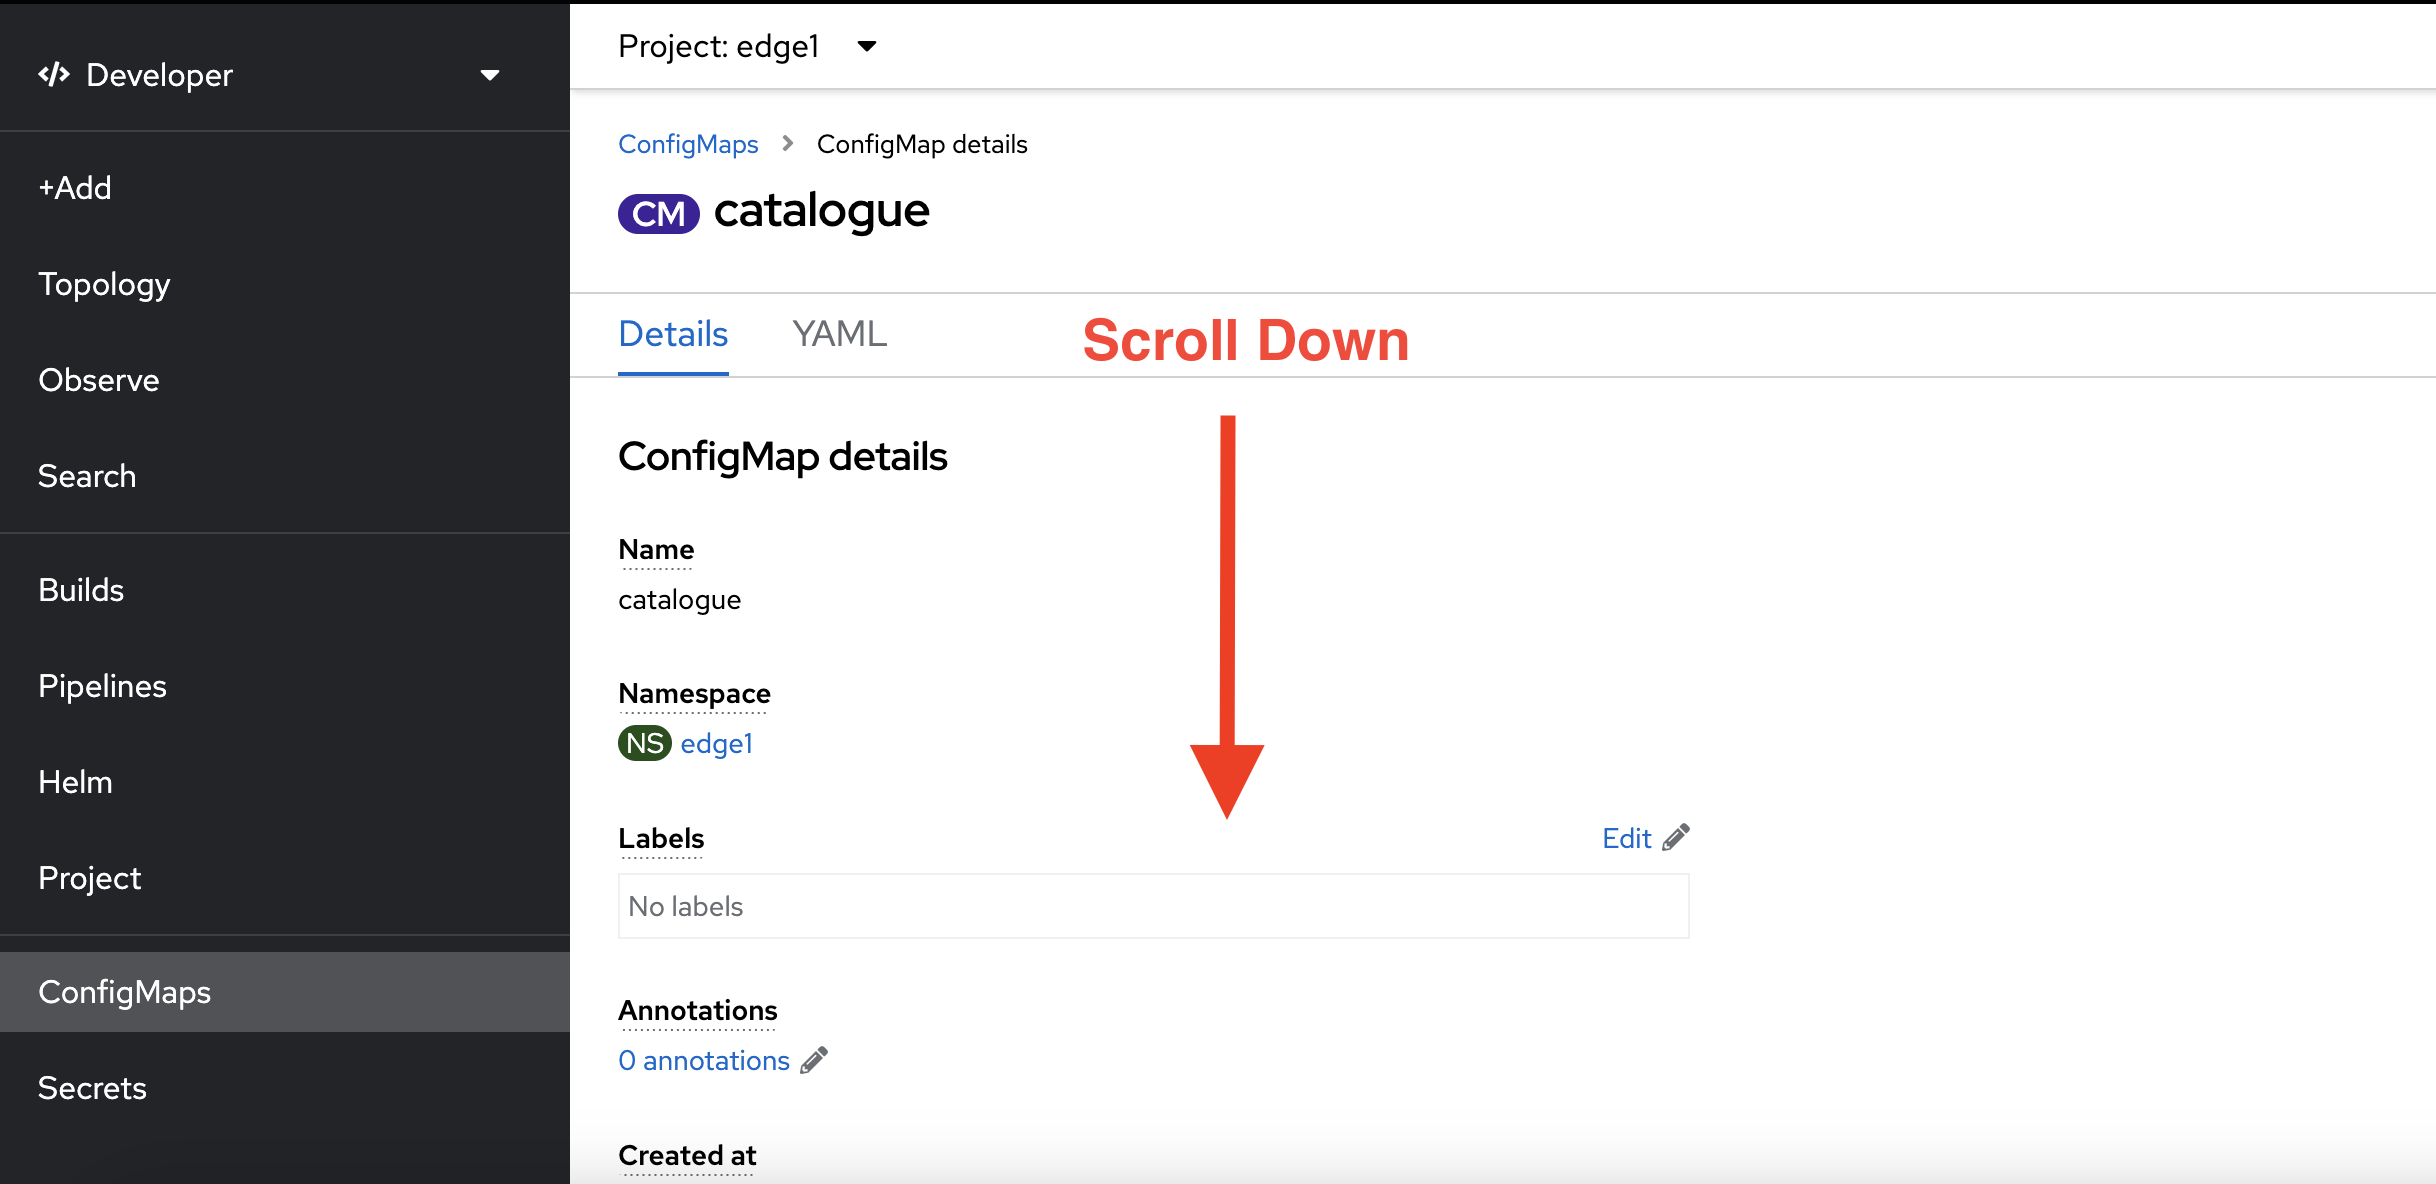 Developer
+Add
Topology
Observe
Search
Builds
Pipelines
Helm
Project
ConfigMaps
Secrets
Project: edge1
ConfigMaps > ConfigMap details
CM catalogue
Details YAML
Scroll Down
ConfigMap details
Name
catalogue
Namespace
NS edge1
Labels Edit
No labels
Annotations
0 annotations
Created at